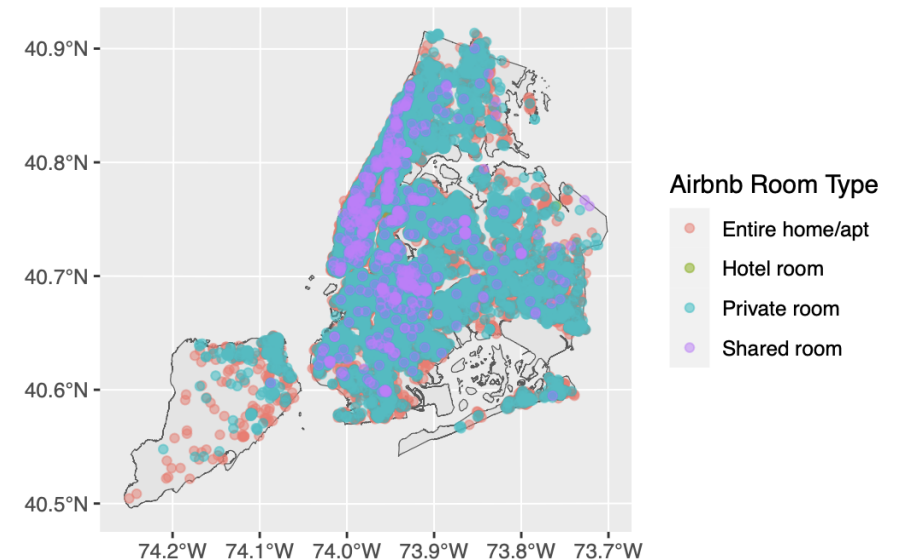 40.9°N
40.8°N
40.7°N
40.6°N
40.5°N
74.2°W 74.1°W 74.0°W 73.9°W 73.8°W 73.7°W
Airbnb Room Type
Entire home/apt
Hotel room
Private room
Shared room